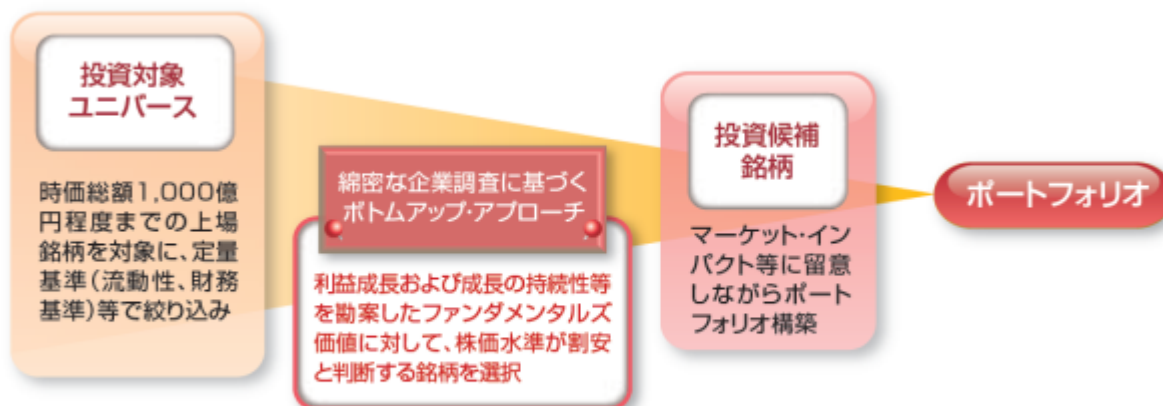 投資対象
ユニバース
時価総額1,000億
円程度までの上場
銘柄を対象に、定量
基準(流動性、財務
基準)等で絞り込み
綿密な企業調査に基づく
ボトムアップ・アプローチ
利益成長および成長の持続性等
を勘案したファンダメンタルズ
価値に対して、株価水準が割安
と判断する銘柄を選択
投資候補
銘柄
マーケット・イン
パクト等に留意
しながらポート
フォリオ構築
ポートフォリオ